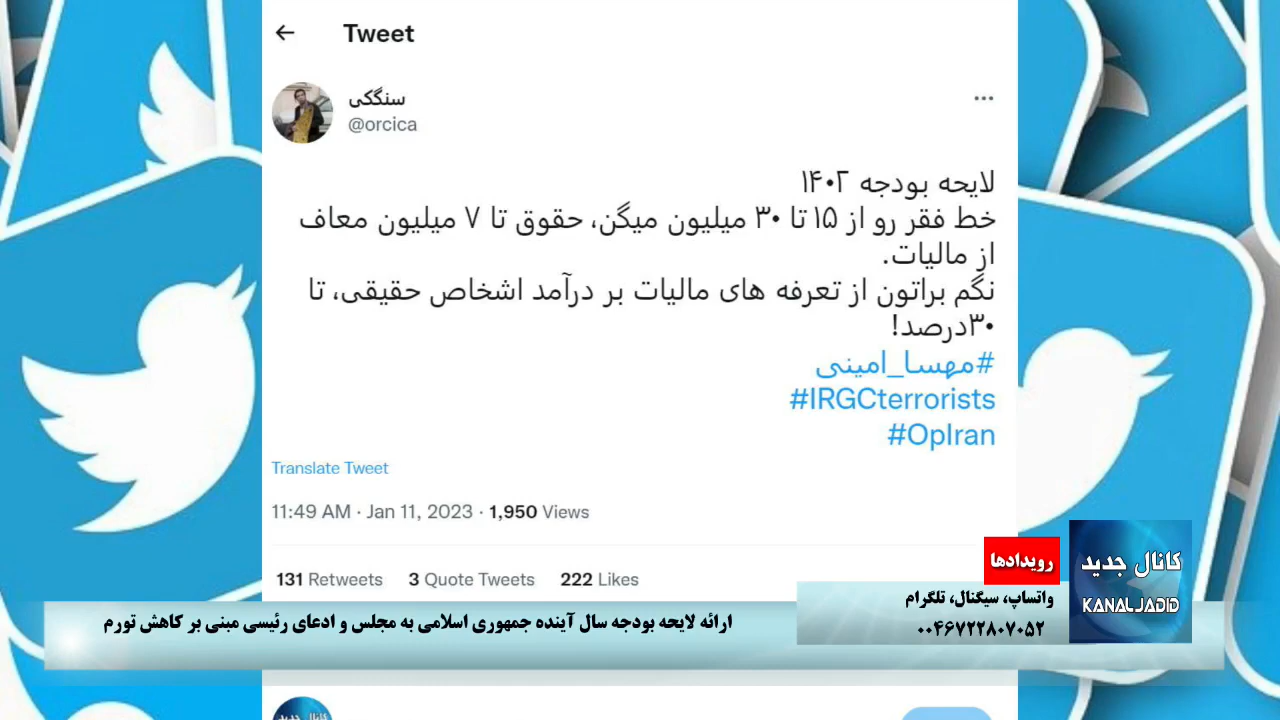 Tweet
سنگکی
@orcica
لایحه بودجه ۱۴۰۲
خط فقر رو از ۱۵ تا ۳۰ میلیون میگن، حقوق تا ۷ میلیون معاف
از مالیات.
نگم براتون از تعرفه های مالیات بر درآمد اشخاص حقیقی، تا
۳۰درصد!
#مهسا_امینی
#IRGCterrorists
#OpIran
Translate Tweet
11:49 AM · Jan 11, 2023 · 1,950 Views
131 Retweets 3 Quote Tweets 222 Likes
رویدادها
کانال جدید
KANAL JADID
واتساپ، سیگنال، تلگرام
۰۰۴۶۷۲۲۸۰۷۰۵۲
ارائه لایحه بودجه سال آینده جمهوری اسلامی به مجلس و ادعای رئیسی مبنی بر کاهش تورم
کانال جدید